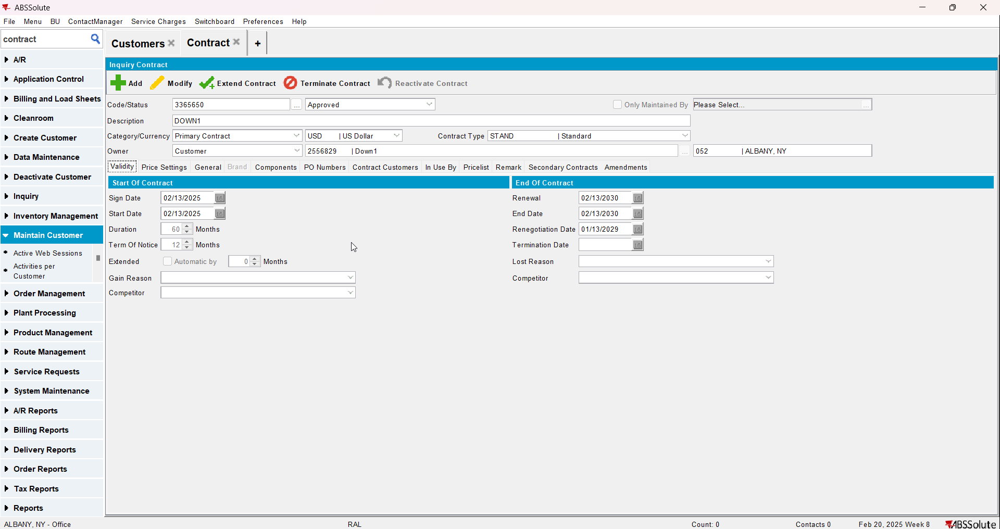 ABSSolute
File Menu BU ContactManager Service Charges Switchboard Preferences Help
contract
Customers Contract +
A/R
Application Control
Billing and Load Sheets
Cleanroom
Create Customer
Data Maintenance
Deactivate Customer
Inquiry
Inventory Management
Maintain Customer
Active Web Sessions
Activities per
Customer
Order Management
Plant Processing
Product Management
Route Management
Service Requests
System Maintenance
A/R Reports
Billing Reports
Delivery Reports
Order Reports
Tax Reports
Reports
Inquiry Contract
Add Modify Extend Contract Terminate Contract Reactivate Contract
Code/Status 3365650 ... Approved Only Maintained By Please Select... ...
Description DOWN1
Category/Currency Primary Contract USD | US Dollar Contract Type STAND | Standard
Owner Customer 2556829 | Down1 ... 052 | ALBANY, NY
Validity Price Settings General Brand Components PO Numbers Contract Customers In Use By Pricelist Remark Secondary Contracts Amendments
Start Of Contract
Sign Date 02/13/2025 15
Start Date 02/13/2025 15
Duration 60 Months
Term Of Notice 12 Months
Extended Automatic by 0 Months
Gain Reason
Competitor
End Of Contract
Renewal 02/13/2030 15
End Date 02/13/2030 15
Renegotiation Date 01/13/2029 15
Termination Date 15
Lost Reason
Competitor
ALBANY, NY - Office RAL Count: 0 Contacts 0 Feb 20, 2025 Week 8 ABSSolute